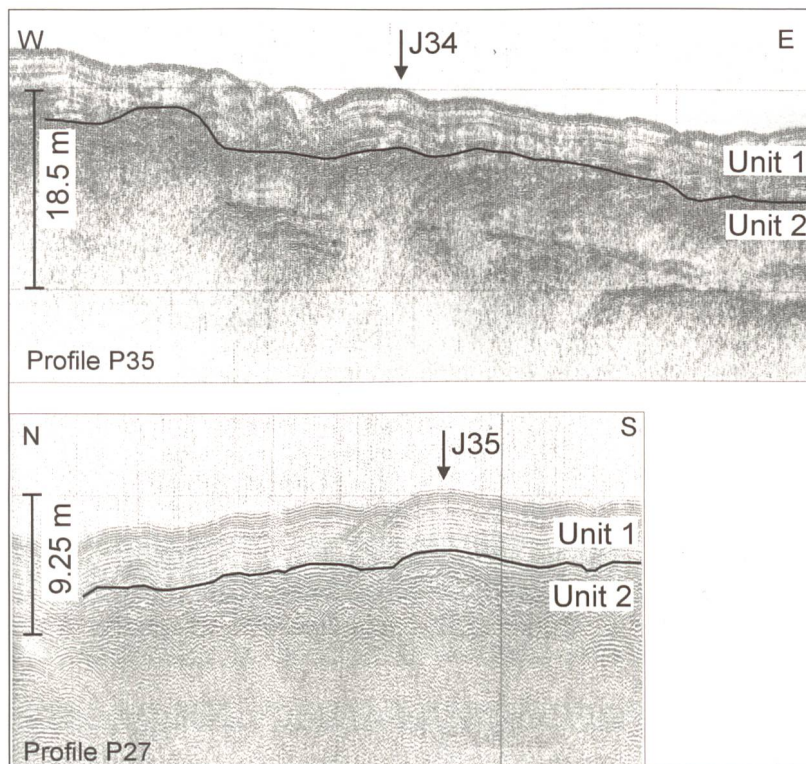 W
J34
E
18.5 m
Unit 1
Unit 2
Profile P35
N
J35
S
9.25 m
Unit 1
Unit 2
Profile P27